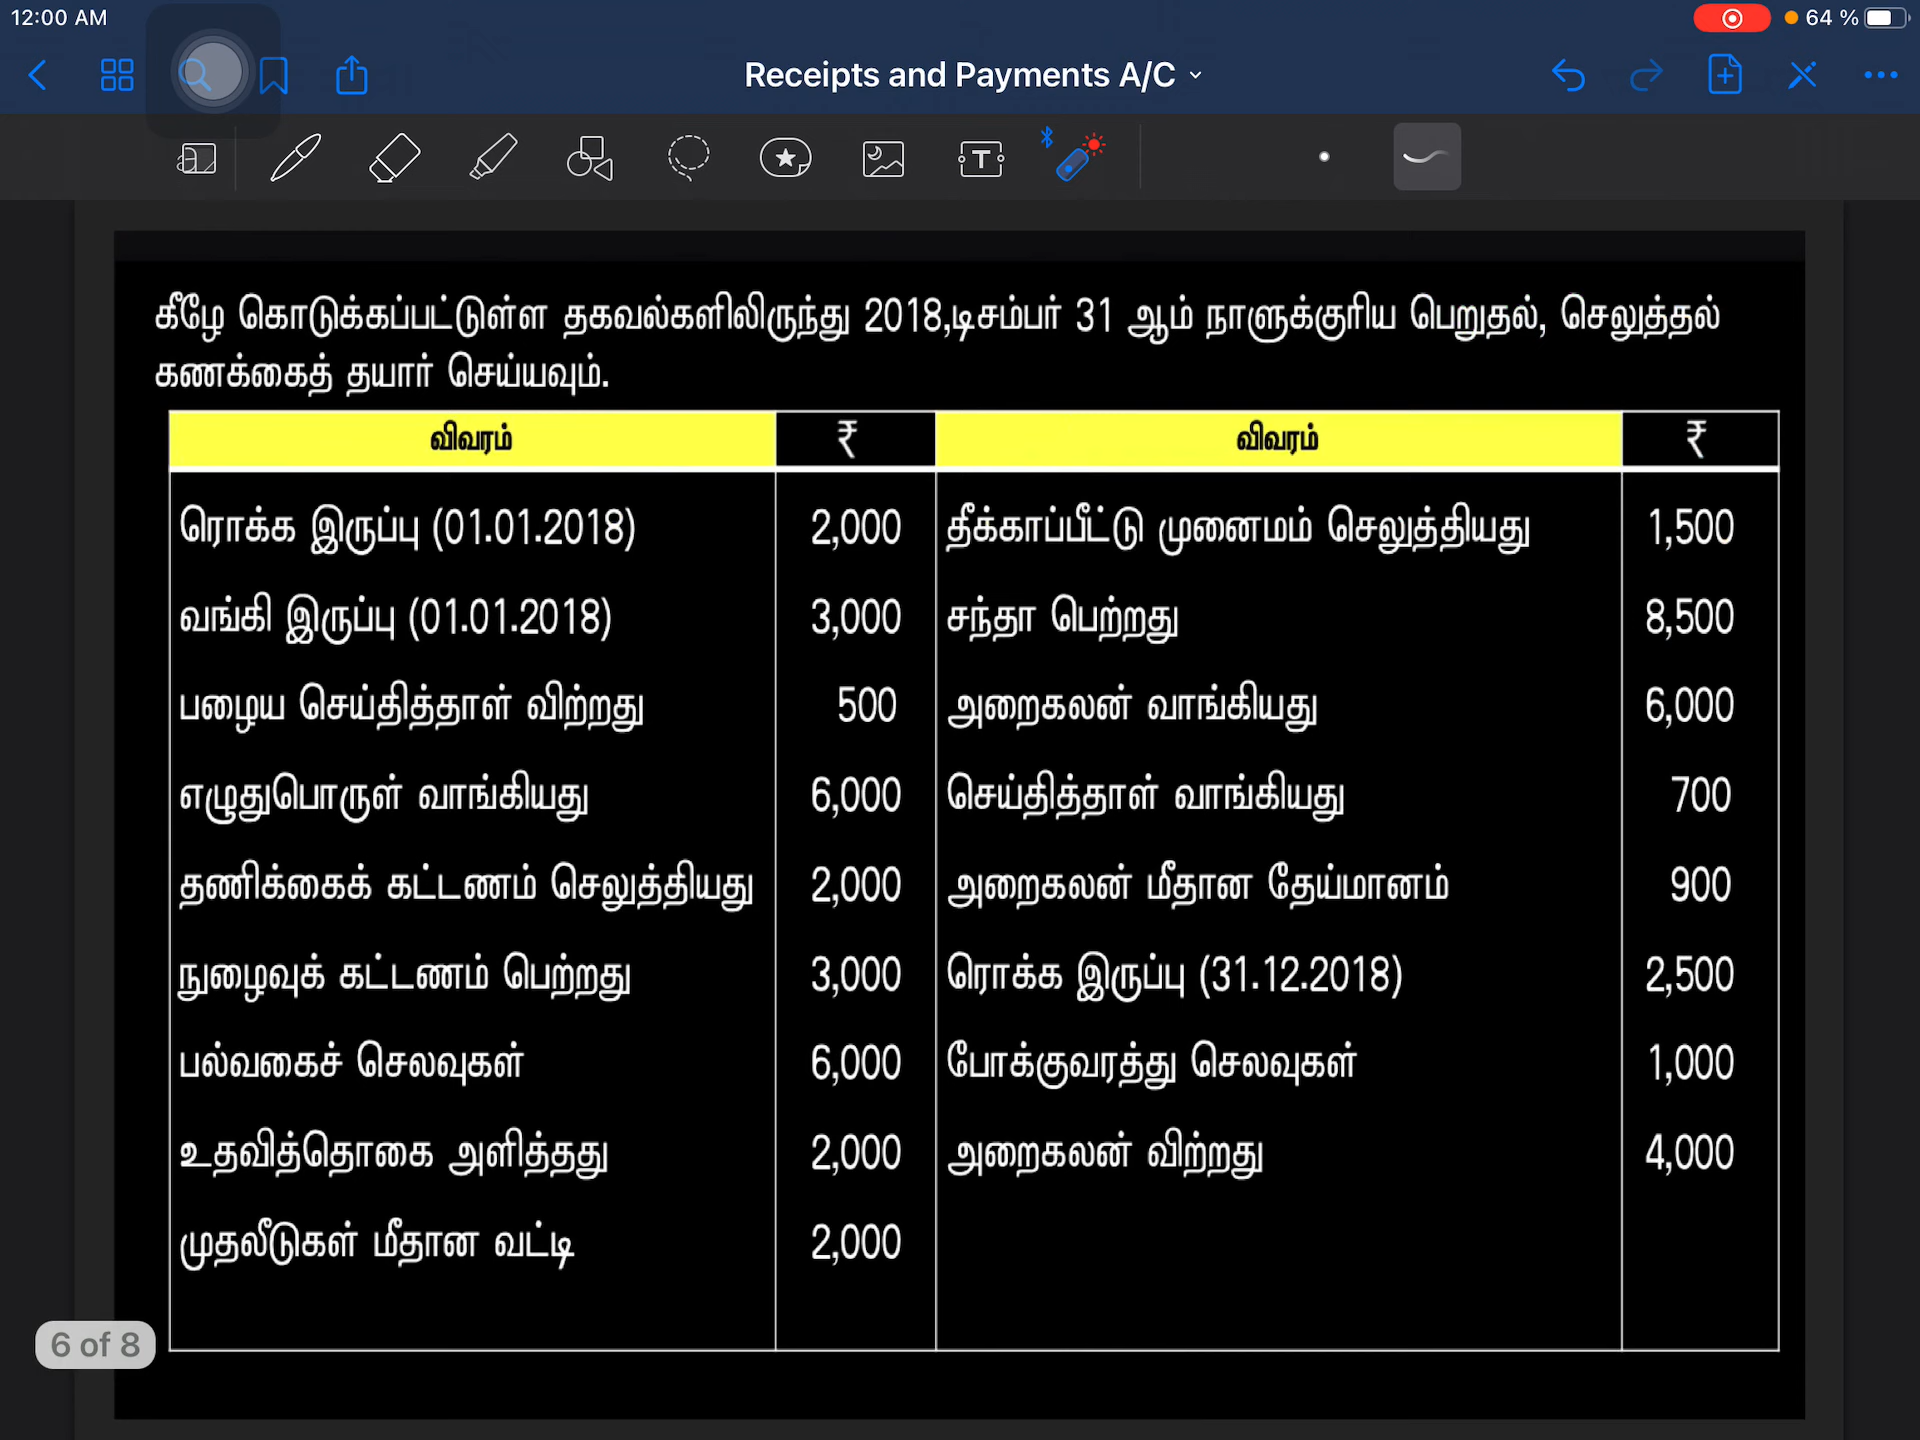 12:00 AM
64 %
Receipts and Payments A/C
கீழே கொடுக்கப்பட்டுள்ள தகவல்களிலிருந்து 2018,டிசம்பர் 31 ஆம் நாளுக்குரிய பெறுதல், செலுத்தல்
கணக்கைத் தயார் செய்யவும்.
விவரம் ₹ விவரம் ₹
ரொக்க இருப்பு (01.01.2018) 2,000 தீக்காப்பீட்டு முனைமம் செலுத்தியது 1,500
வங்கி இருப்பு (01.01.2018) 3,000 சந்தா பெற்றது 8,500
பழைய செய்தித்தாள் விற்றது 500 அறைகலன் வாங்கியது 6,000
எழுதுபொருள் வாங்கியது 6,000 செய்தித்தாள் வாங்கியது 700
தணிக்கைக் கட்டணம் செலுத்தியது 2,000 அறைகலன் மீதான தேய்மானம் 900
நுழைவுக் கட்டணம் பெற்றது 3,000 ரொக்க இருப்பு (31.12.2018) 2,500
பல்வகைச் செலவுகள் 6,000 போக்குவரத்து செலவுகள் 1,000
உதவித்தொகை அளித்தது 2,000 அறைகலன் விற்றது 4,000
முதலீடுகள் மீதான வட்டி 2,000
6 of 8